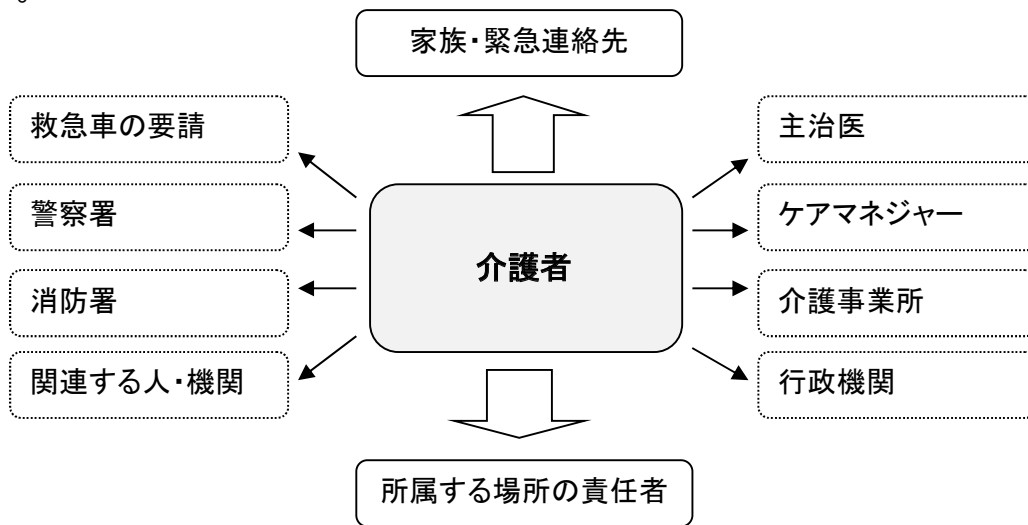 。
家族・緊急連絡先
救急車の要請
主治医
警察署
ケアマネジャー
介護者
消防署
介護事業所
関連する人・機関
行政機関
所属する場所の責任者